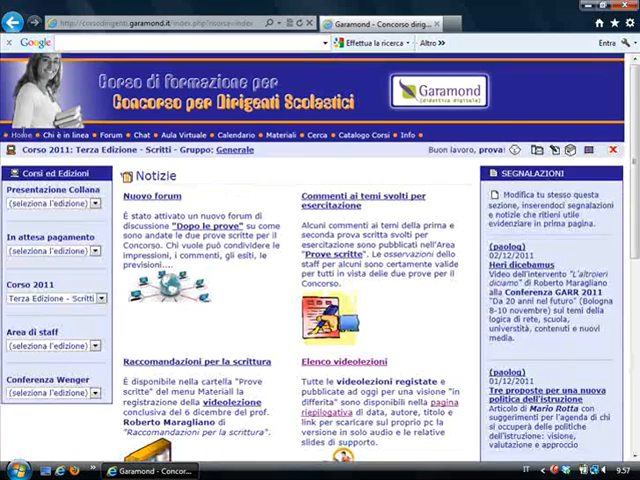 http://corsodirigenti.garamond.it/index.php?risorsa=index
Garamond - Concorso dirig...
Google
Effettua la ricerca
Altro »
Entra
Corso di formazione per
Concorso per Dirigenti Scolastici
Garamond
(didattica digitale)
Home
Chi è in linea
Forum
Chat
Aula Virtuale
Calendario
Materiali
Cerca
Catalogo Corsi
Info
Corso 2011: Terza Edizione - Scritti - Gruppo: Generale
Buon lavoro, prova!
Corsi ed Edizioni
Presentazione Collana
(seleziona l'edizione)
In attesa pagamento
(seleziona l'edizione)
Corso 2011
Terza Edizione - Scritti
Area di staff
(seleziona l'edizione)
Conferenza Wenger
(seleziona l'edizione)
Notizie
Nuovo forum
È stato attivato un nuovo forum di
discussione "Dopo le prove" su come
sono andate le due prove scritte per il
Concorso. Chi vuole può condividere le
impressioni, i commenti, gli esiti, le
previsioni....
Raccomandazioni per la scrittura
È disponibile nella cartella "Prove
scritte" del menu Materiali la
registrazione della videolezione
conclusiva del 6 dicembre del prof.
Roberto Maragliano di
"Raccomandazioni per la scrittura".
Commenti ai temi svolti per
esercitazione
Alcuni commenti ai temi della prima e
seconda prova scritta svolti per
esercitazione sono pubblicati nell'Area
"Prove scritte". Le osservazioni dello
staff per alcuni sono certamente valide
per tutti in vista delle due prove per il
Concorso.
Elenco videolezioni
Tutte le videolezioni registrate e
pubblicate ad oggi per una visione "in
differita" sono disponibili nella pagina
riepilogativa di data, autore, titolo e
link per scaricare sul proprio pc la
versione in solo audio e le relative
slides di supporto.
SEGNALAZIONI
Modifica tu stesso questa
sezione, inserendoci segnalazioni
e notizie che ritieni utile
evidenziare in prima pagina.
(paolog)
02/12/2011
Heri dicebamus
Video dell'intervento "L'altroieri
diciamo" di Roberto Maragliano
alla Conferenza GARR 2011
"Da 20 anni nel futuro" (Bologna
8-10 novembre) sui temi della
logica di rete, scuola,
università, contenuti e nuovi
media.
(paolog)
01/12/2011
Tre proposte per una nuova
politica dell'istruzione
Articolo di Mario Rotta con
suggerimenti per l'agenda di chi
si occuperà delle politiche
dell'istruzione: visione,
valutazione e approccio
Garamond - Concor...
IT
9.57